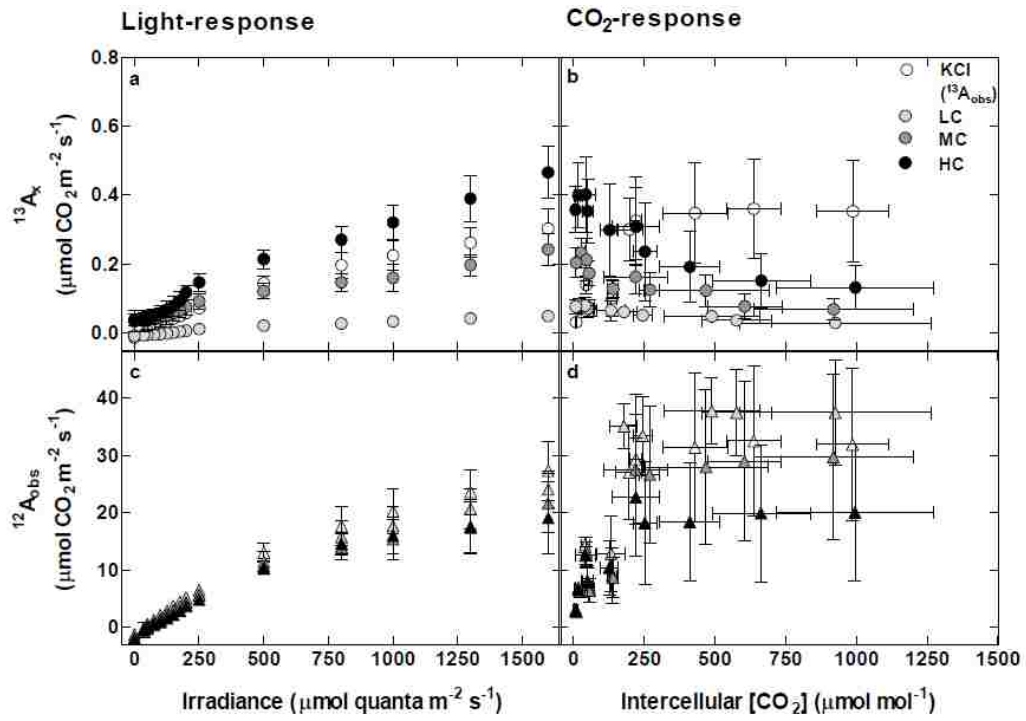 Light-response
CO₂-response
0.8
0.6
0.4
0.2
0.0
¹³Aₓ
(μmol CO₂ m⁻² s⁻¹)
a
b
KCl
(¹³Aobs)
LC
MC
HC
40
30
20
10
0
¹²Aobs
(μmol CO₂ m⁻² s⁻¹)
c
d
0 250 500 750 1000 1250 1500
0 250 500 750 1000 1250 1500
Irradiance (μmol quanta m⁻² s⁻¹)
Intercellular [CO₂] (μmol mol⁻¹)